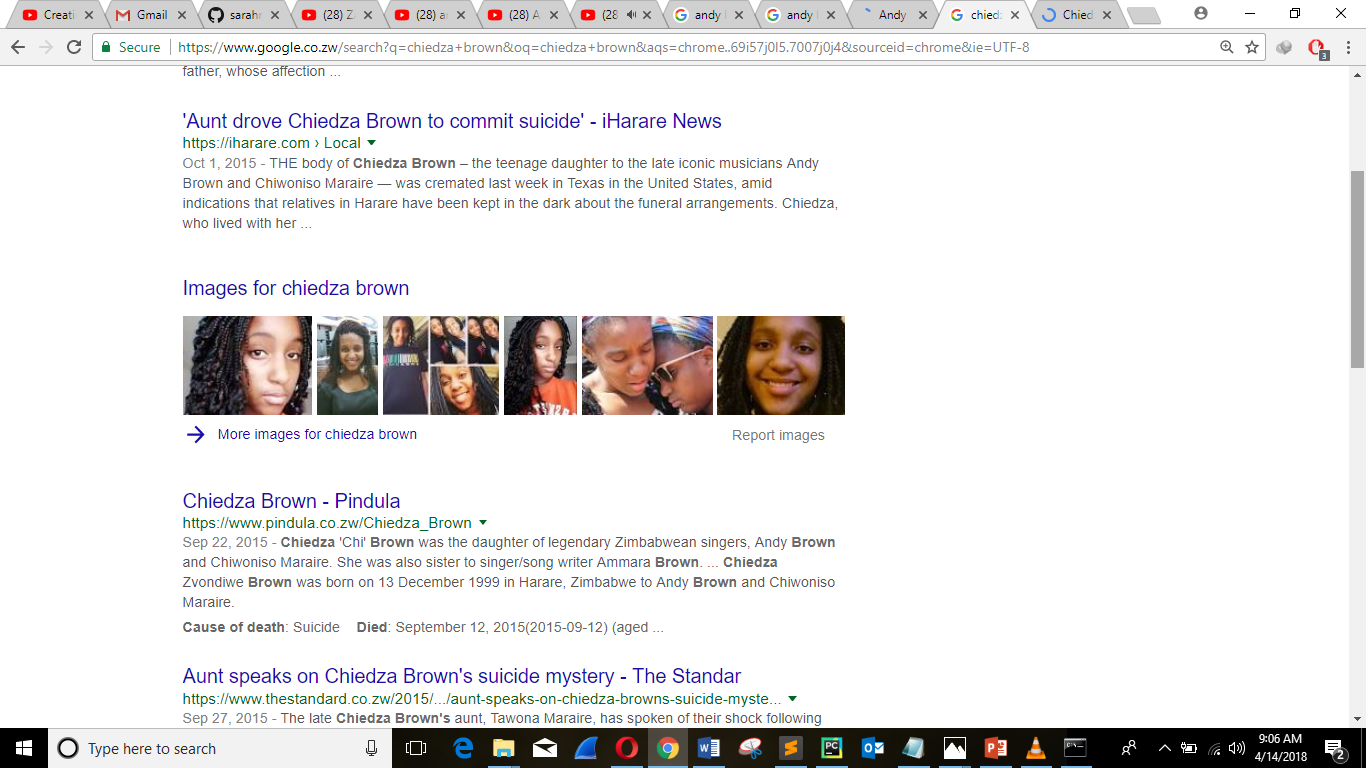 Creati
Gmail
sarahr
(28) Z
(28) a
(28) A
(28
andy
andy
Andy
chiedz
Chied
Secure
https://www.google.co.zw/search?q=chiedza+brown&oq=chiedza+brown&aqs=chrome..69i57j0l5.7007j0j4&sourceid=chrome&ie=UTF-8
3
father, whose affection ...
'Aunt drove Chiedza Brown to commit suicide' - iHarare News
https://iharare.com › Local
Oct 1, 2015 - THE body of Chiedza Brown – the teenage daughter to the late iconic musicians Andy
Brown and Chiwoniso Maraire — was cremated last week in Texas in the United States, amid
indications that relatives in Harare have been kept in the dark about the funeral arrangements. Chiedza,
who lived with her ...
Images for chiedza brown
More images for chiedza brown
Report images
Chiedza Brown - Pindula
https://www.pindula.co.zw/Chiedza_Brown
Sep 22, 2015 - Chiedza 'Chi' Brown was the daughter of legendary Zimbabwean singers, Andy Brown
and Chiwoniso Maraire. She was also sister to singer/song writer Ammara Brown. ... Chiedza
Zvondiwe Brown was born on 13 December 1999 in Harare, Zimbabwe to Andy Brown and Chiwoniso
Maraire.
Cause of death: Suicide Died: September 12, 2015(2015-09-12) (aged ...
Aunt speaks on Chiedza Brown's suicide mystery - The Standar
https://www.thestandard.co.zw/2015/.../aunt-speaks-on-chiedza-browns-suicide-myste...
Sep 27, 2015 - The late Chiedza Brown's aunt, Tawona Maraire, has spoken of their shock following
Type here to search
9:06 AM
4/14/2018
2